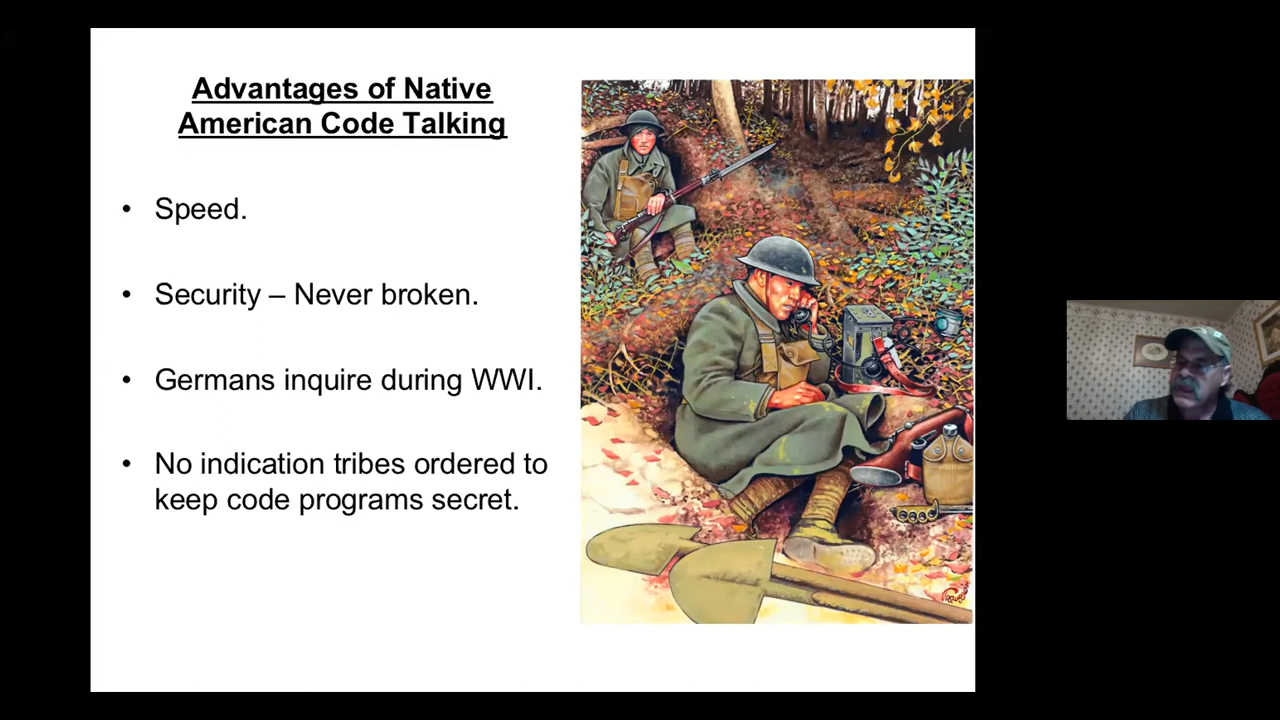 Advantages of Native
American Code Talking
• Speed.
• Security – Never broken.
• Germans inquire during WWI.
• No indication tribes ordered to
keep code programs secret.